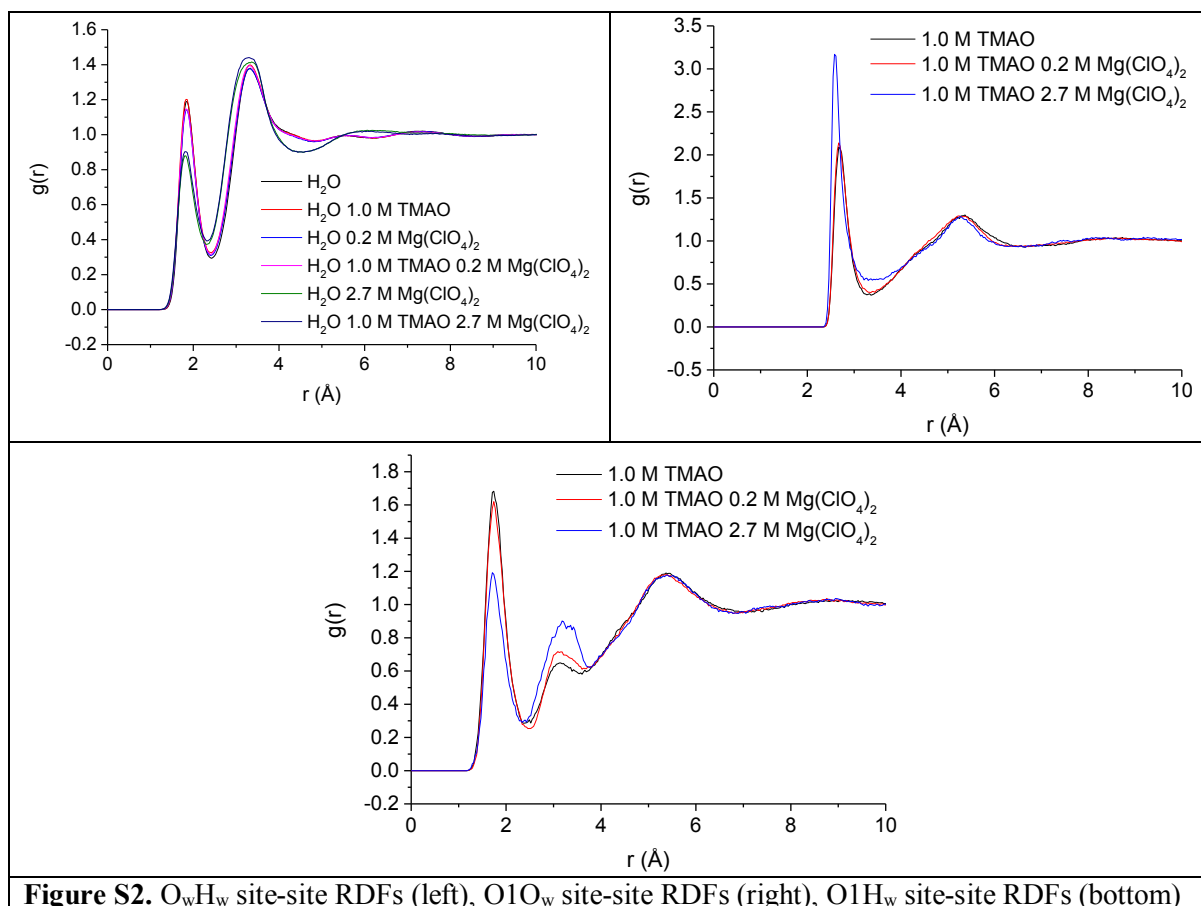 1.6
1.4
1.2
1.0
0.8
0.6
0.4
0.2
0.0
-0.2
g(r)
0 2 4 6 8 10
r (Å)
H₂O
H₂O 1.0 M TMAO
H₂O 0.2 M Mg(ClO₄)₂
H₂O 1.0 M TMAO 0.2 M Mg(ClO₄)₂
H₂O 2.7 M Mg(ClO₄)₂
H₂O 1.0 M TMAO 2.7 M Mg(ClO₄)₂
3.5
3.0
2.5
2.0
1.5
1.0
0.5
0.0
-0.5
g(r)
0 2 4 6 8 10
r (Å)
1.0 M TMAO
1.0 M TMAO 0.2 M Mg(ClO₄)₂
1.0 M TMAO 2.7 M Mg(ClO₄)₂
1.8
1.6
1.4
1.2
1.0
0.8
0.6
0.4
0.2
0.0
-0.2
g(r)
0 2 4 6 8 10
r (Å)
1.0 M TMAO
1.0 M TMAO 0.2 M Mg(ClO₄)₂
1.0 M TMAO 2.7 M Mg(ClO₄)₂
Figure S2. OwHw site-site RDFs (left), O1Ow site-site RDFs (right), O1Hw site-site RDFs (bottom)